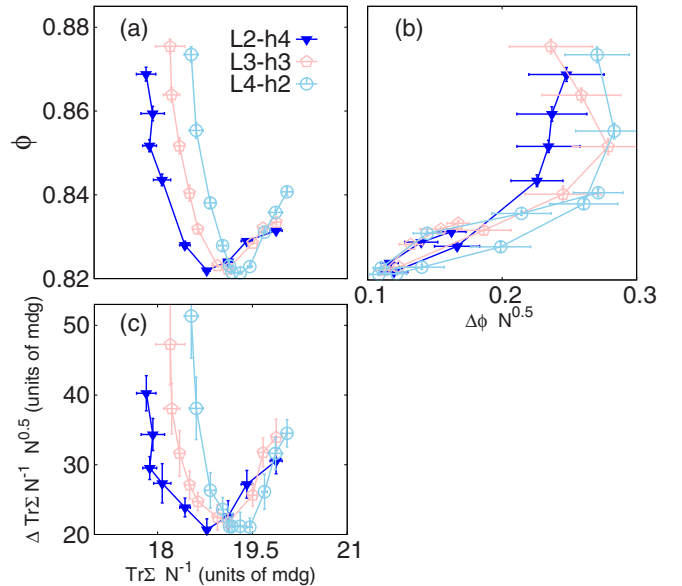 0.88
0.86
0.84
0.82
ϕ
(a)
L2-h4
L3-h3
L4-h2
(b)
0.1
0.2
0.3
Δϕ N^0.5
50
40
30
20
Δ TrΣ N^-1 N^0.5 (units of mdg)
(c)
18
19.5
21
TrΣ N^-1 (units of mdg)